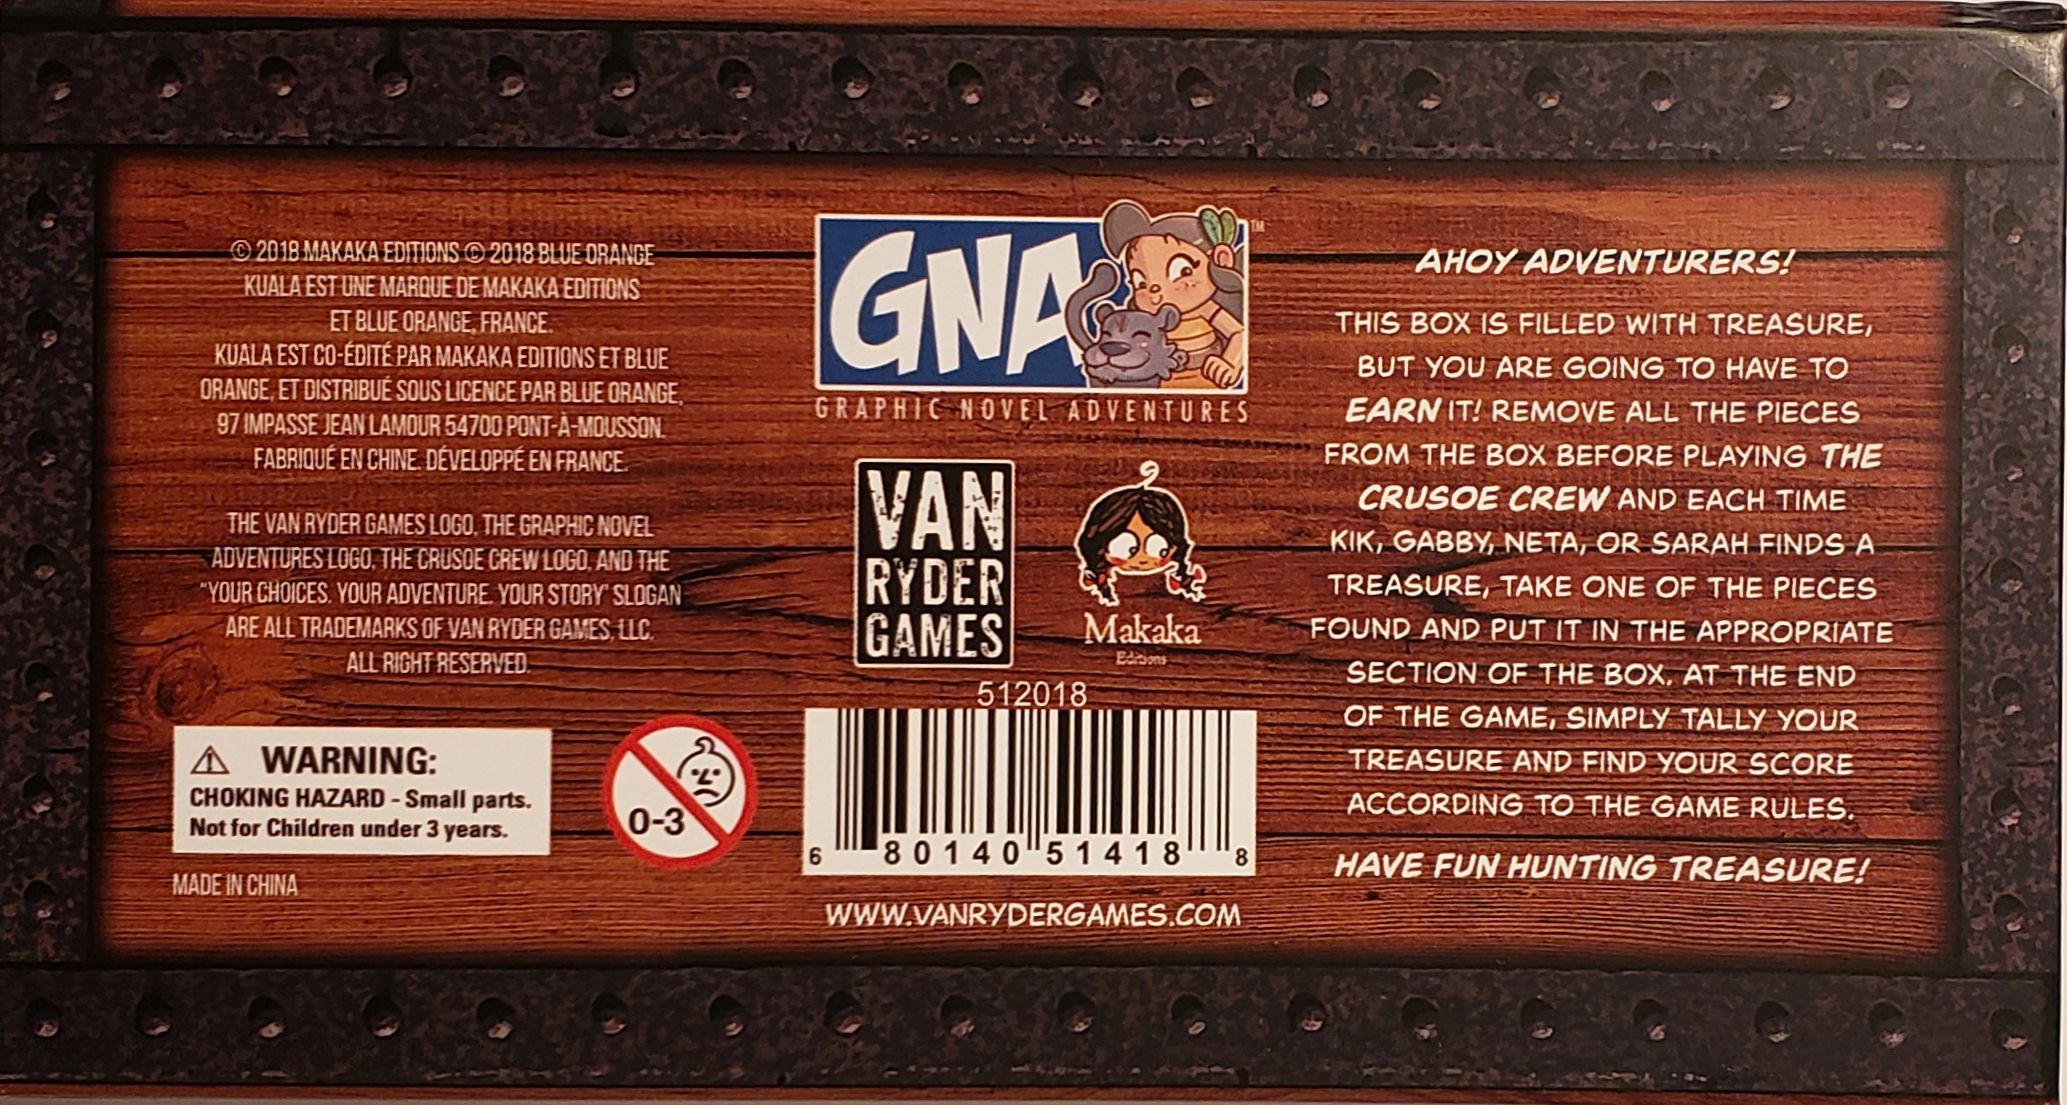 © 2018 MAKAKA EDITIONS © 2018 BLUE ORANGE
KUALA EST UNE MARQUE DE MAKAKA EDITIONS
ET BLUE ORANGE, FRANCE.
KUALA EST CO-ÉDITÉ PAR MAKAKA EDITIONS ET BLUE
ORANGE, ET DISTRIBUÉ SOUS LICENCE PAR BLUE ORANGE,
97 IMPASSE JEAN LAMOUR 54700 PONT-À-MOUSSON.
FABRIQUÉ EN CHINE. DÉVELOPPÉ EN FRANCE.
THE VAN RYDER GAMES LOGO, THE GRAPHIC NOVEL
ADVENTURES LOGO, THE CRUSOE CREW LOGO, AND THE
"YOUR CHOICES. YOUR ADVENTURE. YOUR STORY" SLOGAN
ARE ALL TRADEMARKS OF VAN RYDER GAMES, LLC.
ALL RIGHT RESERVED.
WARNING:
CHOKING HAZARD - Small parts.
Not for Children under 3 years.
0-3
MADE IN CHINA
GNA
TM
GRAPHIC NOVEL ADVENTURES
VAN
RYDER
GAMES
Makaka
Editions
512018
6 80140 51418 8
WWW.VANRYDERGAMES.COM
AHOY ADVENTURERS!
THIS BOX IS FILLED WITH TREASURE,
BUT YOU ARE GOING TO HAVE TO
EARN IT! REMOVE ALL THE PIECES
FROM THE BOX BEFORE PLAYING THE
CRUSOE CREW AND EACH TIME
KIK, GABBY, NETA, OR SARAH FINDS A
TREASURE, TAKE ONE OF THE PIECES
FOUND AND PUT IT IN THE APPROPRIATE
SECTION OF THE BOX. AT THE END
OF THE GAME, SIMPLY TALLY YOUR
TREASURE AND FIND YOUR SCORE
ACCORDING TO THE GAME RULES.
HAVE FUN HUNTING TREASURE!